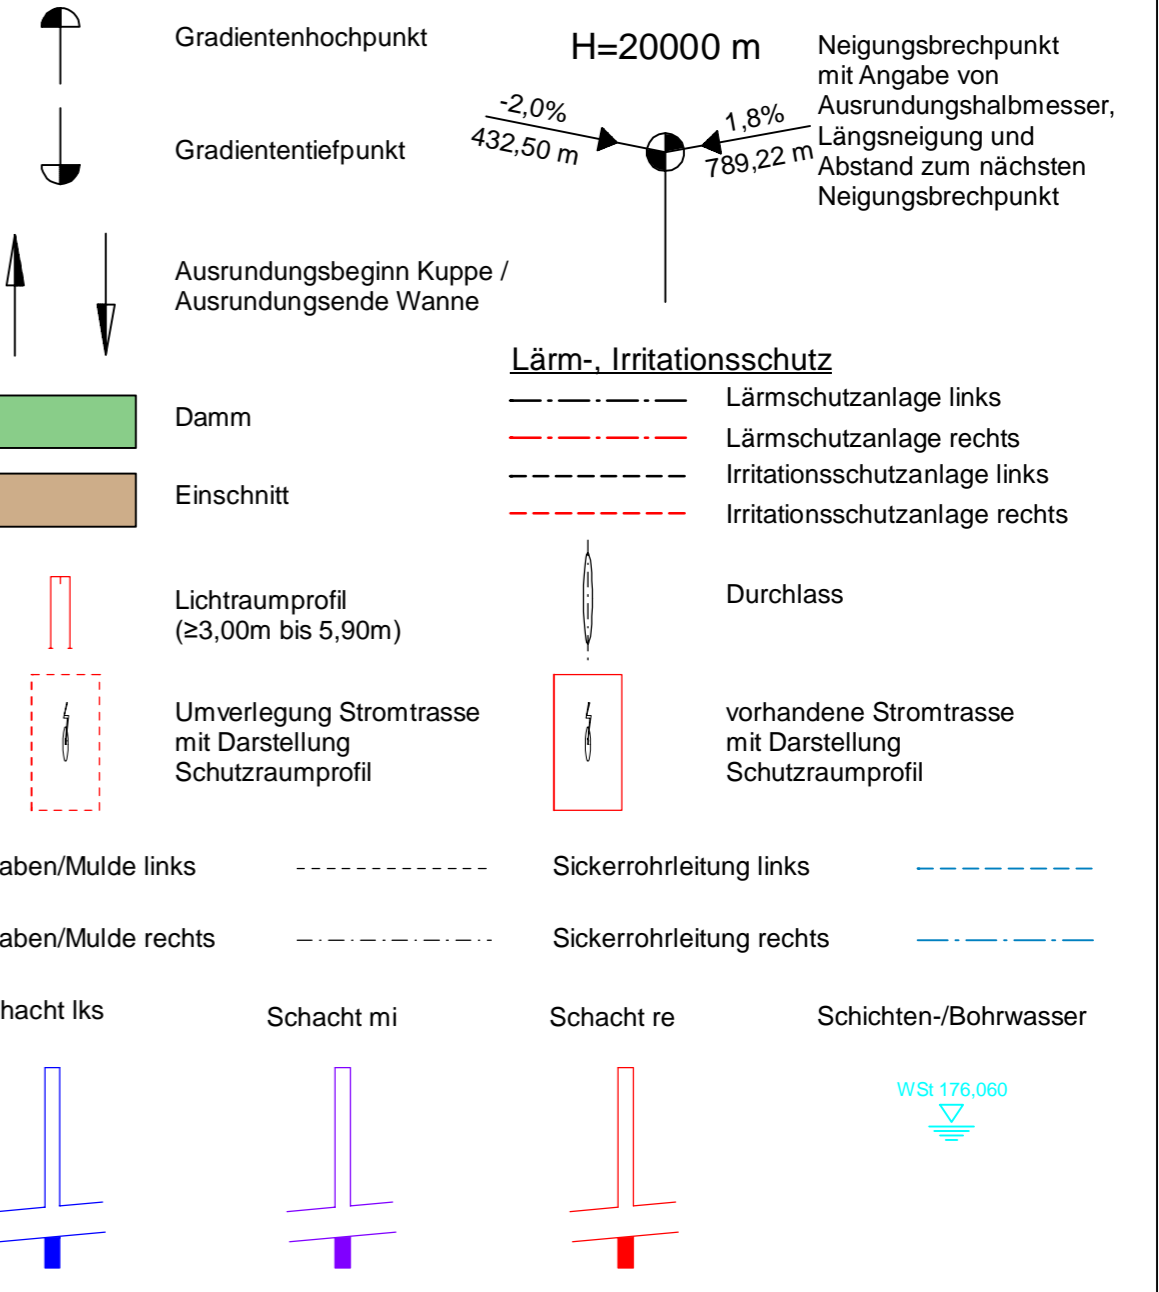 Gradientenhochpunkt
H=20000 m
-2,0%
432,50 m
1,8%
789,22 m
Neigungsbrechpunkt
mit Angabe von
Ausrundungshalbmesser,
Längsneigung und
Abstand zum nächsten
Neigungsbrechpunkt
Gradiententiefpunkt
Ausrundungsbeginn Kuppe /
Ausrundungsende Wanne
Lärm-, Irritationsschutz
Damm
Lärmschutzanlage links
Lärmschutzanlage rechts
Einschnitt
Irritationsschutzanlage links
Irritationsschutzanlage rechts
Lichtraumprofil
(≥3,00m bis 5,90m)
Durchlass
Umverlegung Stromtrasse
mit Darstellung
Schutzraumprofil
vorhandene Stromtrasse
mit Darstellung
Schutzraumprofil
aben/Mulde links
Sickerrohrleitung links
aben/Mulde rechts
Sickerrohrleitung rechts
hacht lks
Schacht mi
Schacht re
Schichten-/Bohrwasser
WSt 176,060